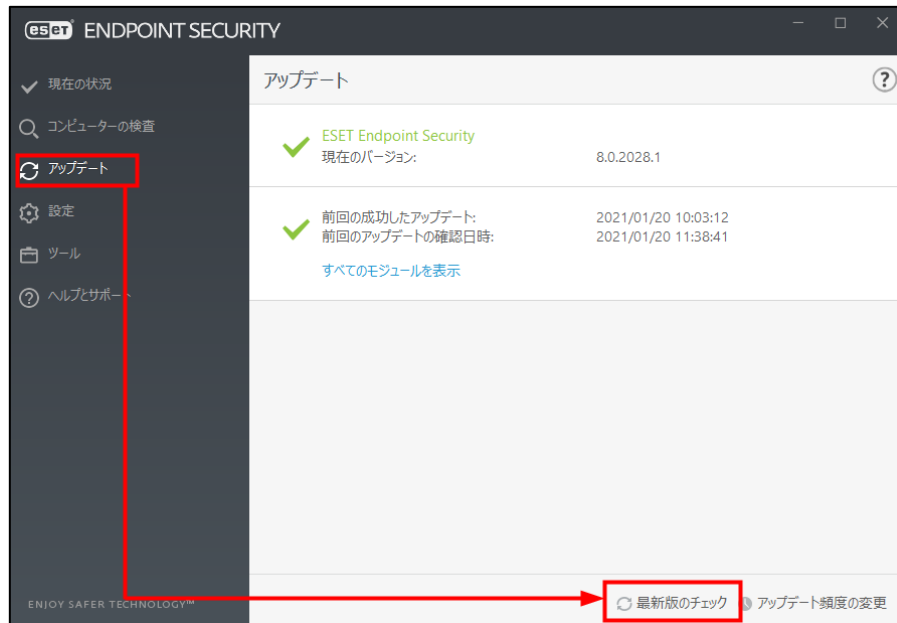 eset ENDPOINT SECURITY
現在の状況
コンピューターの検査
アップデート
設定
ツール
ヘルプとサポート
ENJOY SAFER TECHNOLOGY™
アップデート
?
ESET Endpoint Security
現在のバージョン: 8.0.2028.1
前回の成功したアップデート: 2021/01/20 10:03:12
前回のアップデートの確認日時: 2021/01/20 11:38:41
すべてのモジュールを表示
最新版のチェック アップデート頻度の変更